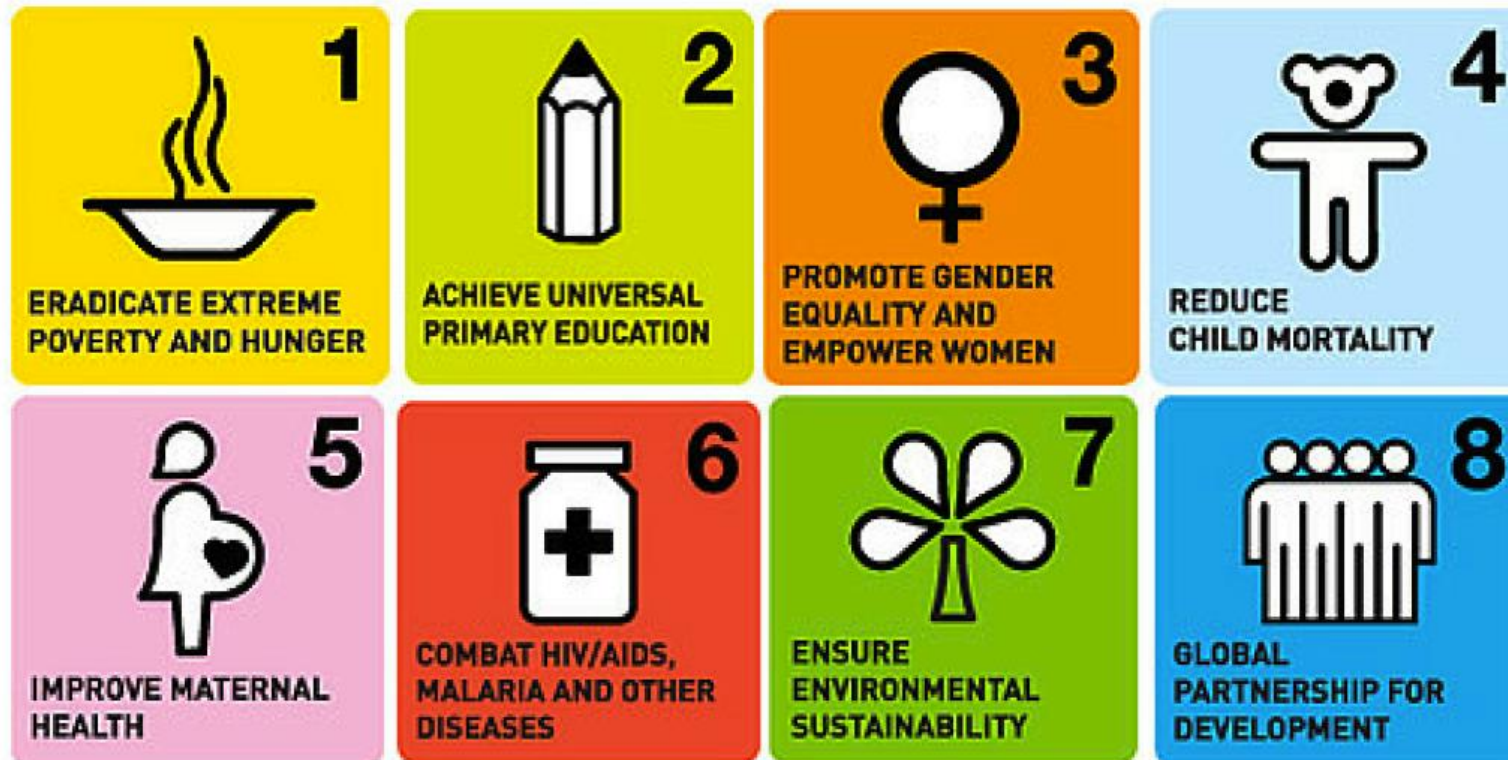 1
ERADICATE EXTREME
POVERTY AND HUNGER
2
ACHIEVE UNIVERSAL
PRIMARY EDUCATION
3
PROMOTE GENDER
EQUALITY AND
EMPOWER WOMEN
4
REDUCE
CHILD MORTALITY
5
IMPROVE MATERNAL
HEALTH
6
COMBAT HIV/AIDS,
MALARIA AND OTHER
DISEASES
7
ENSURE
ENVIRONMENTAL
SUSTAINABILITY
8
GLOBAL
PARTNERSHIP FOR
DEVELOPMENT